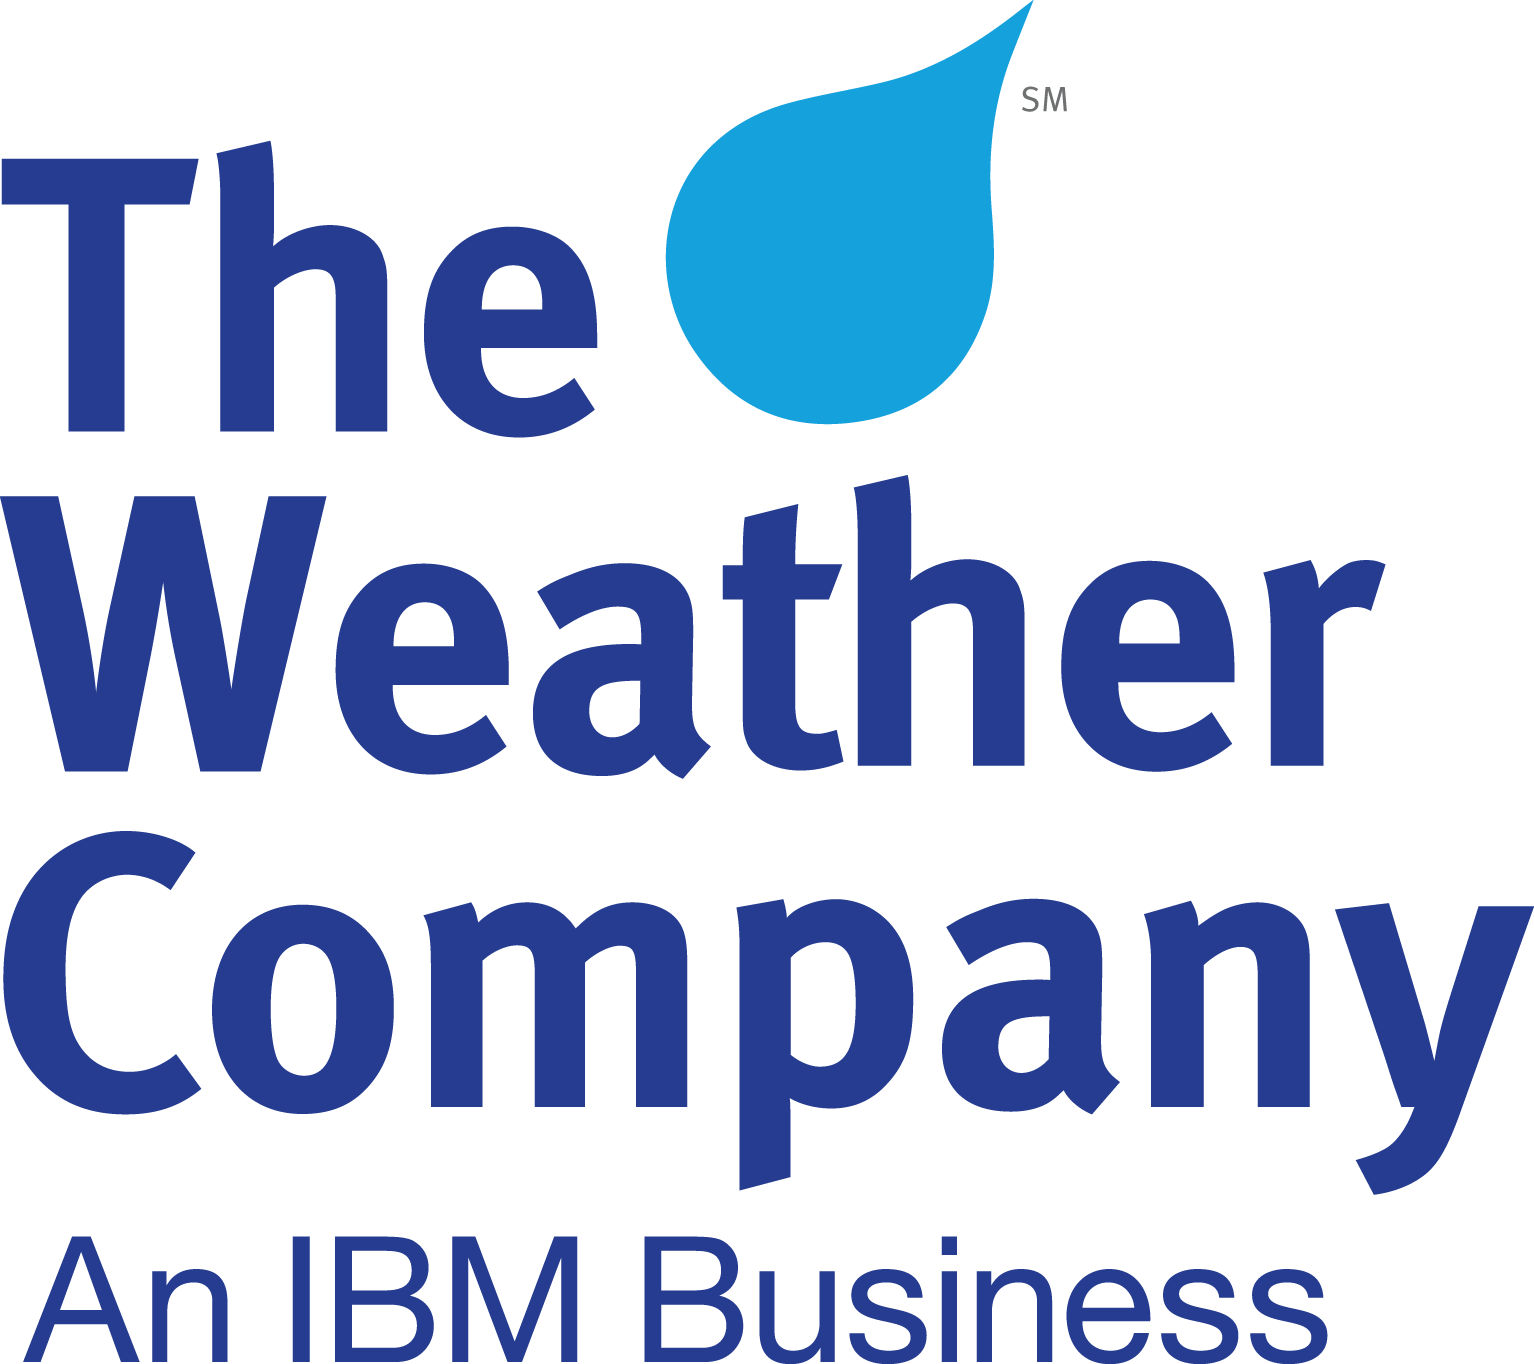 The
SM
Weather
Company
An IBM Business